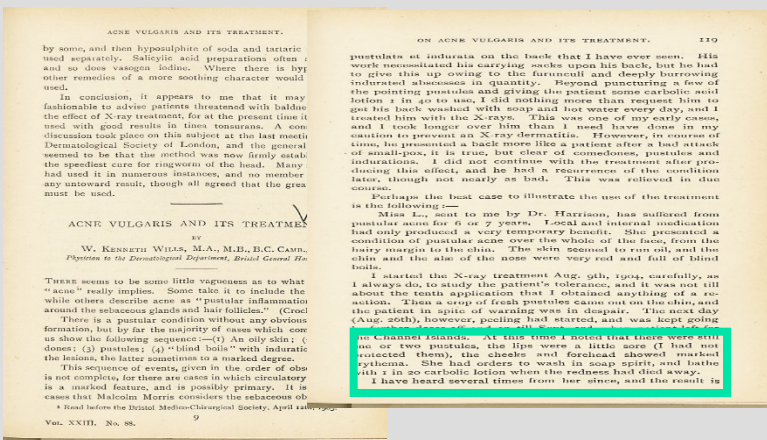 ACNE VULGARIS AND ITS TREATMENT.
by some, and then hyposulphite of soda and tartaric
used separately. Salicylic acid preparations often
and so does vasogen iodine. Where there is hyp
other remedies of a more soothing character would
used.
In conclusion, it appears to me that it may
fashionable to advise patients threatened with baldne
the effect of X-ray treatment, for at the present it
used with good results in tinea tonsurans. A con
discussion took place on this subject at the last meeti
Dermatological Society of London, and the general
seemed to be that the method was now firmly establ
the speediest cure for ringworm of the head. Many
had used it in numerous instances, and no member
any untoward result, though all agreed that the grea
must be used.
ACNE VULGARIS AND ITS TREATME
BY
W. KENNETH WILLS, M.A., M.B., B.C. CAMB.
Physician to the Dermatological Department, Bristol General Ho
THERE seems to be some little vagueness as to what
"acne" really implies. Some take it to include the
while others describe acne as "pustular inflammatio
around the sebaceous glands and hair follicles." (Croc
There is a pustular condition without any obvious
formation, but by far the majority of cases which com
us show the following sequence:—(1) An oily skin; (
dones; (3) pustules; (4) "blind boils" with induratio
the lesions, the latter sometimes to a marked degree.
This sequence of events, given in the order of obs
is not complete, for there are cases in which circulatory
is a marked feature, and is possibly primary. It is
cases that Malcolm Morris considers the sebaceous ob
* Read before the Bristol Medico-Chirurgical Society, April 12th, 1905.
9
VOL. XXIII. No. 88.
ON ACNE VULGARIS AND ITS TREATMENT. 119
pustulata et indurata on the back that I have ever seen. His
work necessitated his carrying sacks upon his back, but he had
to give this up owing to the furunculi and deeply burrowing
indurated abscesses in quantity. Beyond puncturing a few of
the pointing pustules and giving the patient some carbolic acid
lotion 1 in 40 to use, I did nothing more than request him to
get his back washed with soap and hot water every day, and I
treated him with the X-rays. This was one of my early cases,
and I took longer over him than I need have done in my
caution to prevent an X-ray dermatitis. However, in course of
time, he presented a back more like a patient after a bad attack
of small-pox, it is true, but clear of comedones, pustules and
indurations. I did not continue with the treatment after pro-
ducing this effect, and he had a recurrence of the condition
later, though not nearly as bad. This was relieved in due
course.
Perhaps the best case to illustrate the use of the treatment
is the following:—
Miss L., sent to me by Dr. Harrison, has suffered from
pustular acne for 6 or 7 years. Local and internal medication
had only produced a very temporary benefit. She presented a
condition of pustular acne over the whole of the face, from the
hairy margin to the chin. The skin seemed to run oil, and the
chin and the alæ of the nose were very red and full of blind
boils.
I started the X-ray treatment Aug. 9th, 1904, carefully, as
I always do, to study the patient's tolerance, and it was not till
about the tenth application that I obtained anything of a re-
action. Then a crop of fresh pustules came out on the chin, and
the patient in spite of warning was in despair. The next day
(Aug. 26th), however, peeling had started, and was kept going
he Channel Islands. At this time I noted that there were still
ne or two pustules, the lips were a little sore (I had not
rotected them), the cheeks and forehead showed marked
rythema. She had orders to wash in soap spirit, and bathe
with 1 in 20 carbolic lotion when the redness had died away.
I have heard several times from her since, and the result is